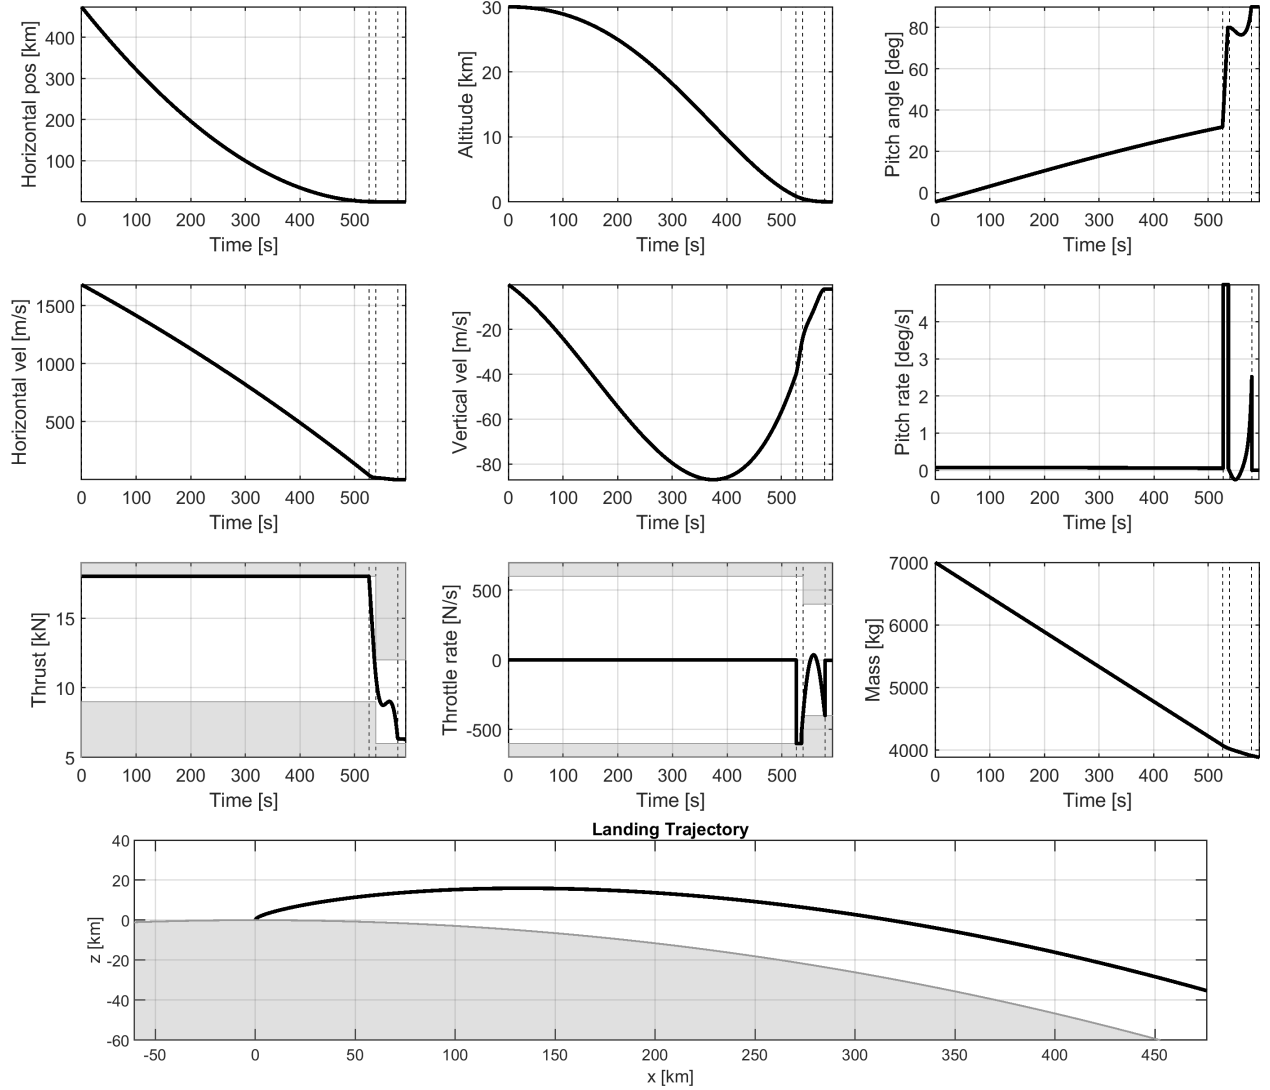 Horizontal pos [km]
400
300
200
100
0 100 200 300 400 500
Time [s]
Altitude [km]
30
20
10
0
0 100 200 300 400 500
Time [s]
Pitch angle [deg]
80
60
40
20
0
0 100 200 300 400 500
Time [s]
Horizontal vel [m/s]
1500
1000
500
0 100 200 300 400 500
Time [s]
Vertical vel [m/s]
-20
-40
-60
-80
0 100 200 300 400 500
Time [s]
Pitch rate [deg/s]
4
3
2
1
0
0 100 200 300 400 500
Time [s]
Thrust [kN]
15
10
5
0 100 200 300 400 500
Time [s]
Throttle rate [N/s]
500
0
-500
0 100 200 300 400 500
Time [s]
Mass [kg]
7000
6000
5000
4000
0 100 200 300 400 500
Time [s]
Landing Trajectory
z [km]
40
20
0
-20
-40
-60
-50 0 50 100 150 200 250 300 350 400 450
x [km]